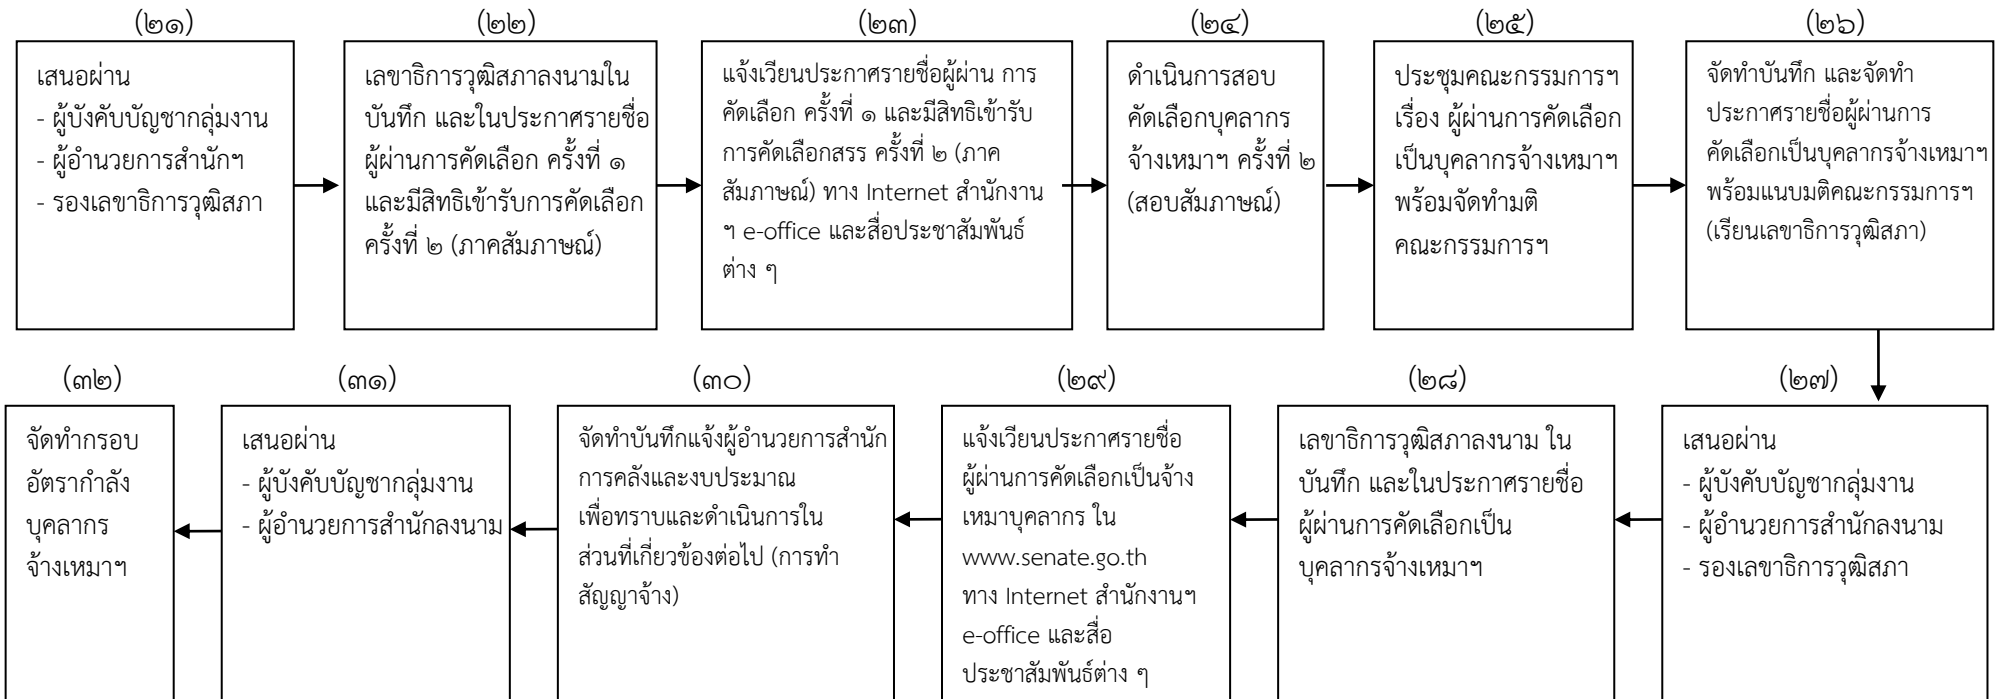 (๒๑)
เสนอผ่าน
- ผู้บังคับบัญชากลุ่มงาน
- ผู้อำนวยการสำนักฯ
- รองเลขาธิการวุฒิสภา
(๒๒)
เลขาธิการวุฒิสภาลงนามใน
บันทึก และในประกาศรายชื่อ
ผู้ผ่านการคัดเลือก ครั้งที่ ๑
และมีสิทธิเข้ารับการคัดเลือก
ครั้งที่ ๒ (ภาคสัมภาษณ์)
(๒๓)
แจ้งเวียนประกาศรายชื่อผู้ผ่าน การ
คัดเลือก ครั้งที่ ๑ และมีสิทธิเข้ารับ
การคัดเลือกสรร ครั้งที่ ๒ (ภาค
สัมภาษณ์) ทาง Internet สำนักงาน
ฯ e-office และสื่อประชาสัมพันธ์
ต่าง ๆ
(๒๔)
ดำเนินการสอบ
คัดเลือกบุคลากร
จ้างเหมาฯ ครั้งที่ ๒
(สอบสัมภาษณ์)
(๒๕)
ประชุมคณะกรรมการฯ
เรื่อง ผู้ผ่านการคัดเลือก
เป็นบุคลากรจ้างเหมาฯ
พร้อมจัดทำมติ
คณะกรรมการฯ
(๒๖)
จัดทำบันทึก และจัดทำ
ประกาศรายชื่อผู้ผ่านการ
คัดเลือกเป็นบุคลากรจ้างเหมาฯ
พร้อมแนบมติคณะกรรมการฯ
(เรียนเลขาธิการวุฒิสภา)
(๒๗)
เสนอผ่าน
- ผู้บังคับบัญชากลุ่มงาน
- ผู้อำนวยการสำนักลงนาม
- รองเลขาธิการวุฒิสภา
(๒๘)
เลขาธิการวุฒิสภาลงนาม ใน
บันทึก และในประกาศรายชื่อ
ผู้ผ่านการคัดเลือกเป็น
บุคลากรจ้างเหมาฯ
(๒๙)
แจ้งเวียนประกาศรายชื่อ
ผู้ผ่านการคัดเลือกเป็นจ้าง
เหมาบุคลากร ใน
www.senate.go.th
ทาง Internet สำนักงานฯ
e-office และสื่อ
ประชาสัมพันธ์ต่าง ๆ
(๓๐)
จัดทำบันทึกแจ้งผู้อำนวยการสำนัก
การคลังและงบประมาณ
เพื่อทราบและดำเนินการใน
ส่วนที่เกี่ยวข้องต่อไป (การทำ
สัญญาจ้าง)
(๓๑)
เสนอผ่าน
- ผู้บังคับบัญชากลุ่มงาน
- ผู้อำนวยการสำนักลงนาม
(๓๒)
จัดทำกรอบ
อัตรากำลัง
บุคลากร
จ้างเหมาฯ